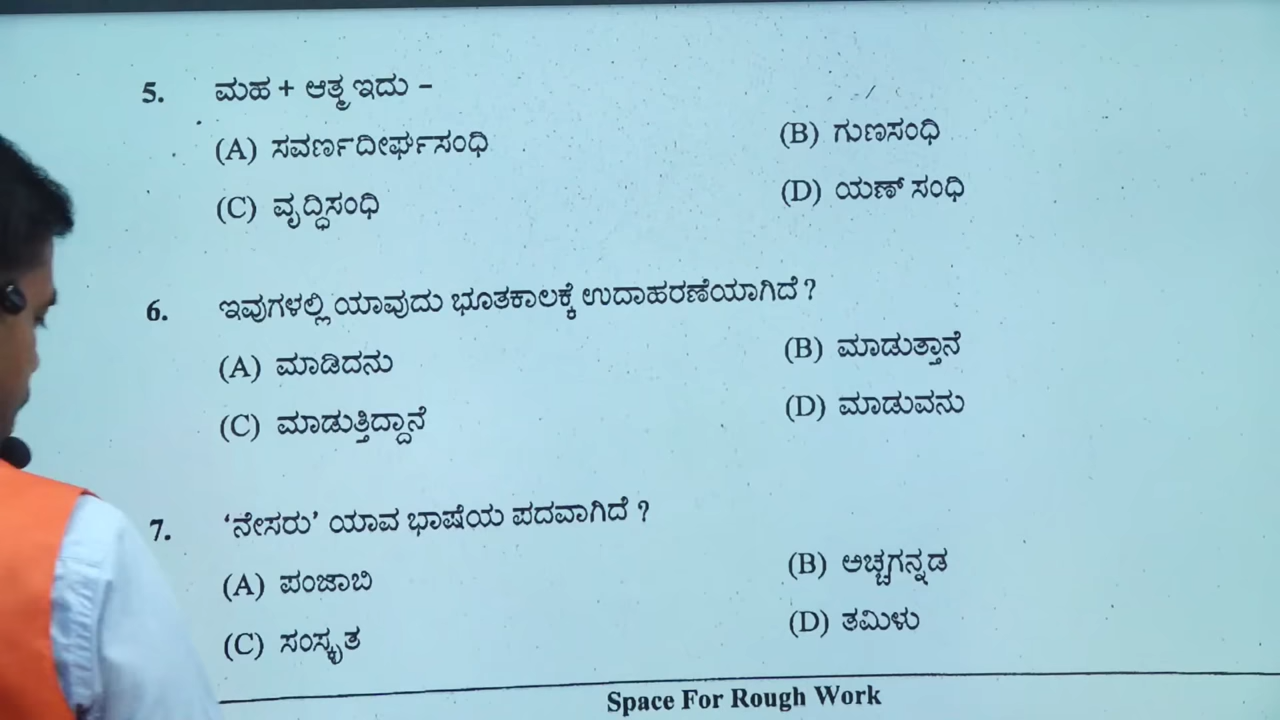 5. ಮಹ + ಆತ್ಮ ಇದು –
(A) ಸವರ್ಣದೀರ್ಘಸಂಧಿ (B) ಗುಣಸಂಧಿ
(C) ವೃದ್ಧಿಸಂಧಿ (D) ಯಣ್ ಸಂಧಿ
6. ಇವುಗಳಲ್ಲಿ ಯಾವುದು ಭೂತಕಾಲಕ್ಕೆ ಉದಾಹರಣೆಯಾಗಿದೆ ?
(A) ಮಾಡಿದನು (B) ಮಾಡುತ್ತಾನೆ
(C) ಮಾಡುತ್ತಿದ್ದಾನೆ (D) ಮಾಡುವನು
7. 'ನೇಸರು' ಯಾವ ಭಾಷೆಯ ಪದವಾಗಿದೆ ?
(A) ಪಂಜಾಬಿ (B) ಅಚ್ಚಗನ್ನಡ
(C) ಸಂಸ್ಕೃತ (D) ತಮಿಳು
Space For Rough Work